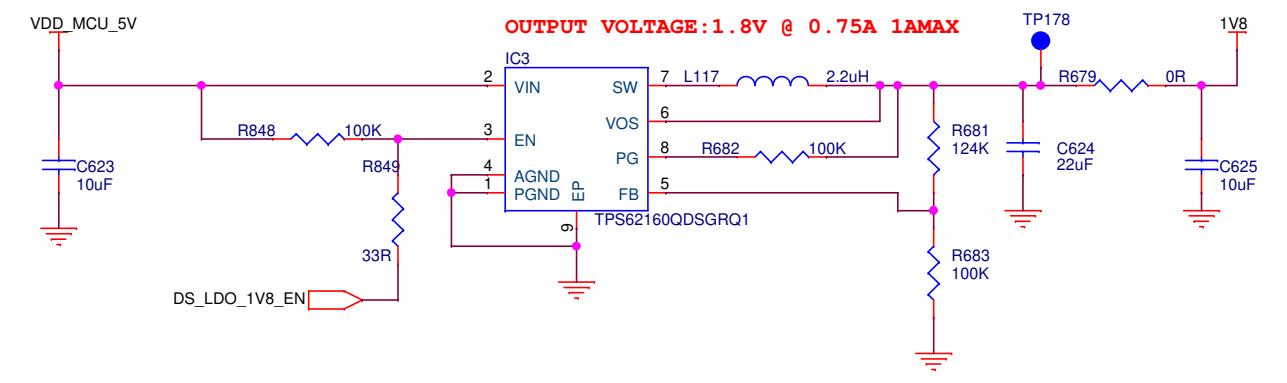 VDD_MCU_5V
OUTPUT VOLTAGE:1.8V @ 0.75A 1AMAX
TP178
1V8
IC3
2
VIN
SW
7
L117
2.2uH
R679
0R
VOS
6
R848
100K
3
EN
R681
124K
C624
22uF
PG
8
R682
100K
R849
C623
10uF
4
AGND
1
PGND
EP
FB
5
C625
10uF
TPS62160QDSGRQ1
9
33R
R683
100K
DS_LDO_1V8_EN